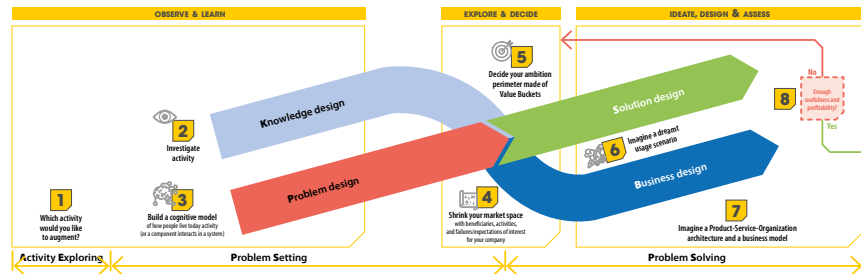 OBSERVE & LEARN
EXPLORE & DECIDE
IDEATE, DESIGN & ASSESS
1
Which activity
would you like
to augment?
2
Investigate
activity
3
Build a cognitive model
of how people live today activity
(or a component interacts in a system)
Knowledge design
Problem design
5
Decide your ambition
perimeter made of
Value Buckets
4
Shrink your market space
with beneficiaries, activities,
and failures/expectations of interest
for your company
Solution design
6
Imagine a dreamt
usage scenario
Business design
7
Imagine a Product-Service-Organization
architecture and a business model
8
No
Enough
usefulness and
profitability?
Yes
Activity Exploring
Problem Setting
Problem Solving